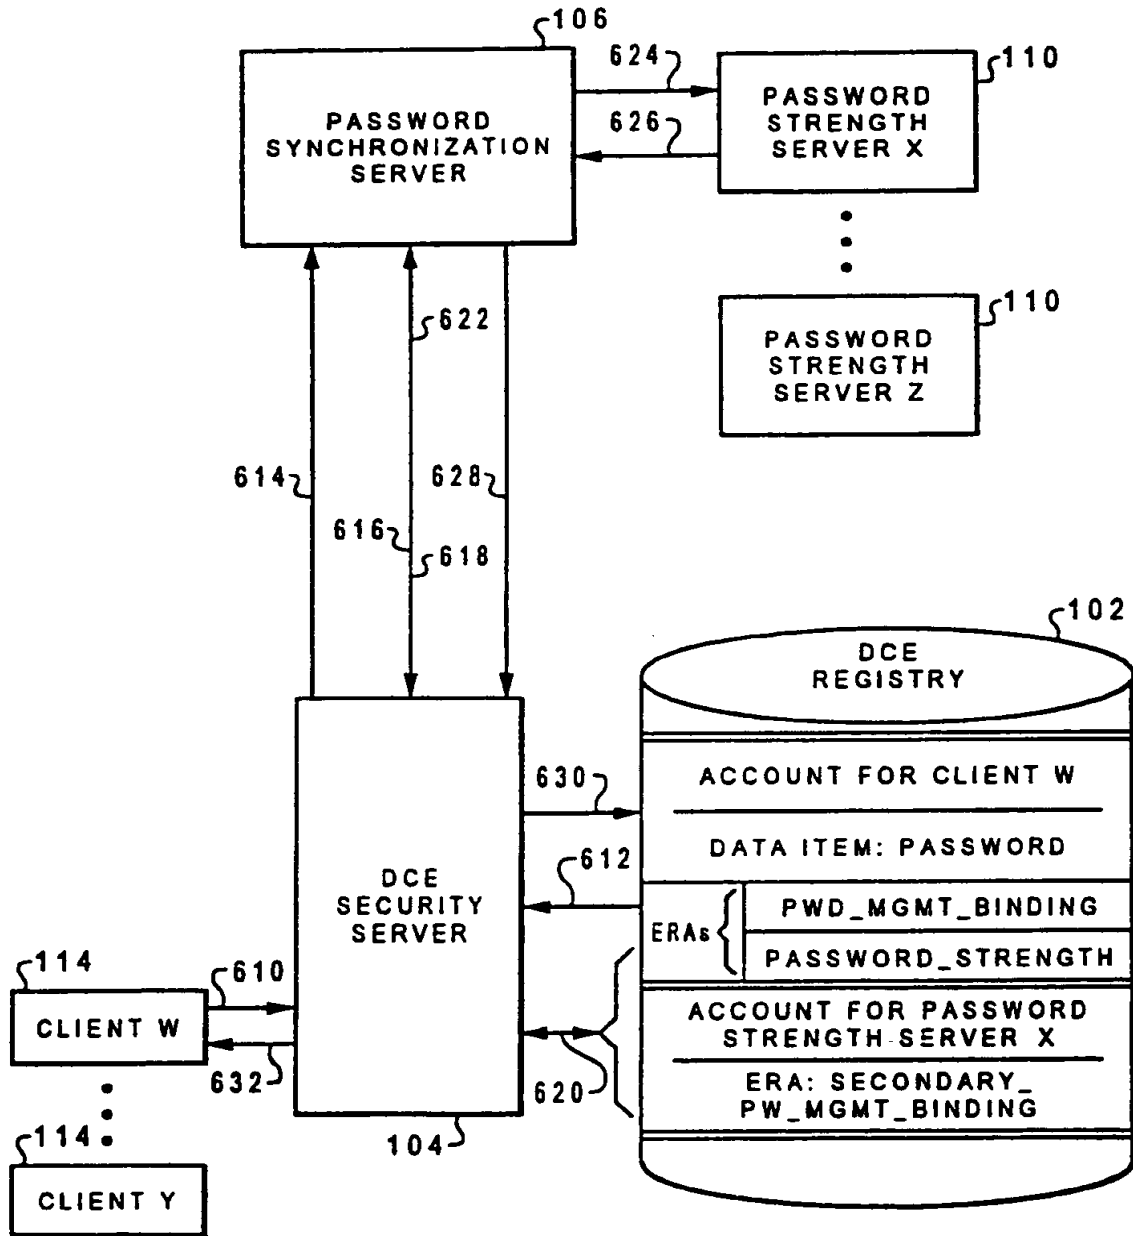 106
PASSWORD
SYNCHRONIZATION
SERVER
624
626
110
PASSWORD
STRENGTH
SERVER X
110
PASSWORD
STRENGTH
SERVER Z
622
614
628
616
618
102
DCE
REGISTRY
ACCOUNT FOR CLIENT W
DATA ITEM: PASSWORD
ERAs
PWD_MGMT_BINDING
PASSWORD_STRENGTH
ACCOUNT FOR PASSWORD
STRENGTH SERVER X
ERA: SECONDARY_
PW_MGMT_BINDING
630
612
620
DCE
SECURITY
SERVER
104
114
CLIENT W
610
632
114
CLIENT Y